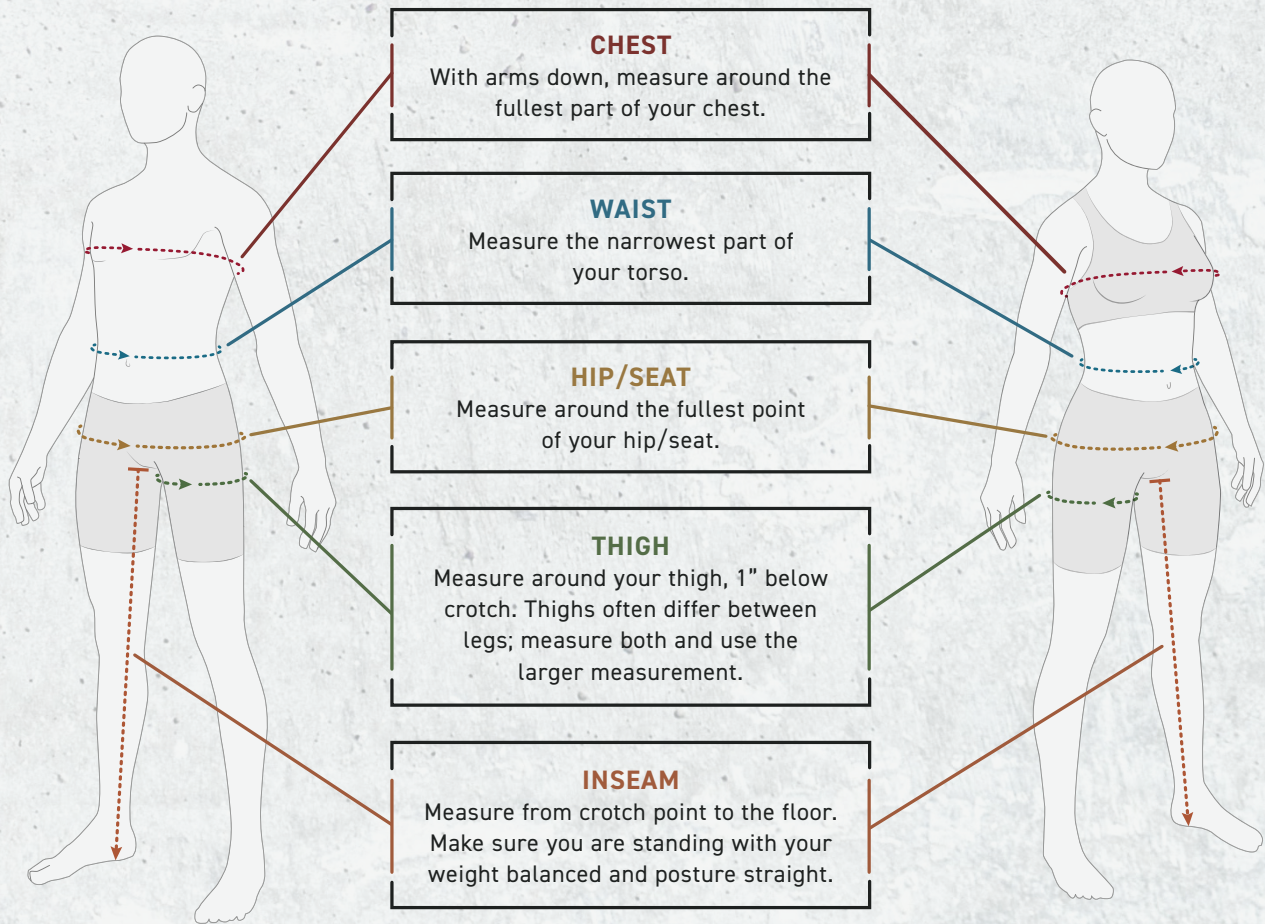 CHEST
With arms down, measure around the
fullest part of your chest.
WAIST
Measure the narrowest part of
your torso.
HIP/SEAT
Measure around the fullest point
of your hip/seat.
THIGH
Measure around your thigh, 1” below
crotch. Thighs often differ between
legs; measure both and use the
larger measurement.
INSEAM
Measure from crotch point to the floor.
Make sure you are standing with your
weight balanced and posture straight.